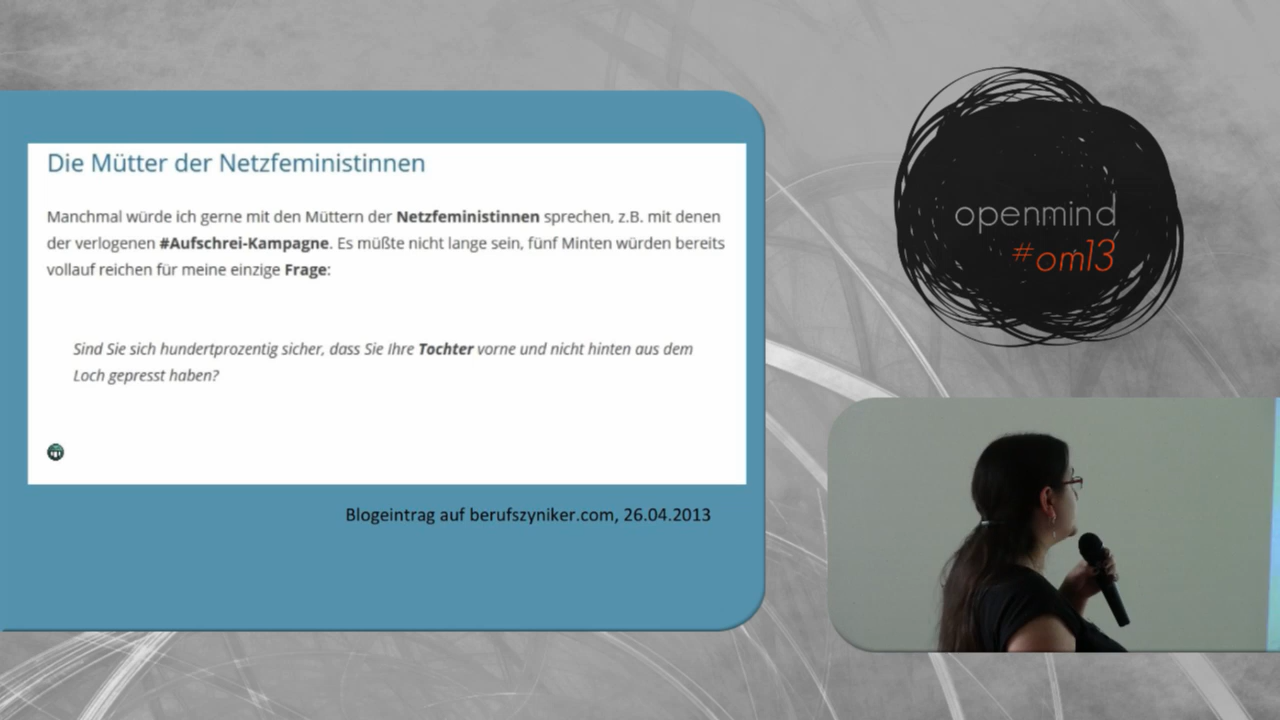 Die Mütter der Netzfeministinnen
Manchmal würde ich gerne mit den Müttern der Netzfeministinnen sprechen, z.B. mit denen
der verlogenen #Aufschrei-Kampagne. Es müßte nicht lange sein, fünf Minten würden bereits
vollauf reichen für meine einzige Frage:
Sind Sie sich hundertprozentig sicher, dass Sie Ihre Tochter vorne und nicht hinten aus dem
Loch gepresst haben?
Blogeintrag auf berufszyniker.com, 26.04.2013
openmind
#om13